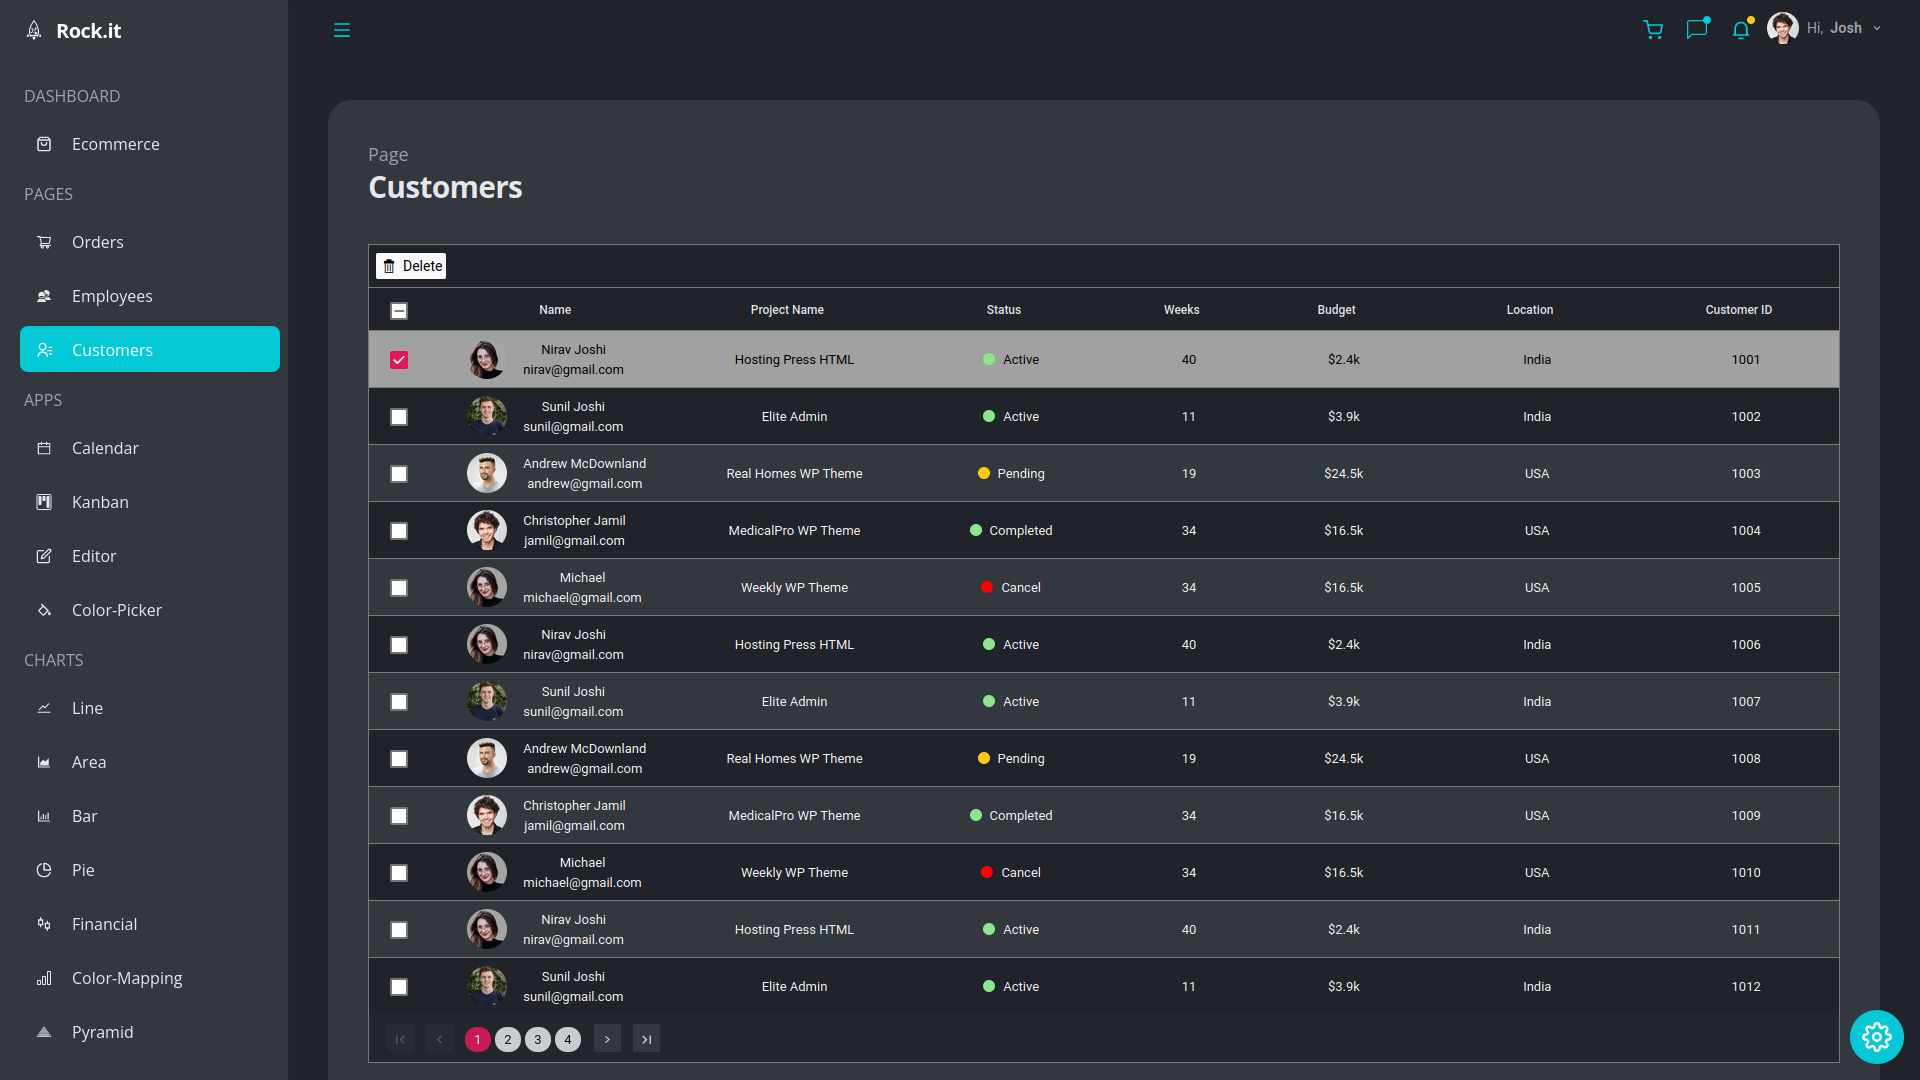 Rock.it
Hi, Josh
DASHBOARD
Ecommerce
PAGES
Orders
Employees
Customers
APPS
Calendar
Kanban
Editor
Color-Picker
CHARTS
Line
Area
Bar
Pie
Financial
Color-Mapping
Pyramid
Page
Customers
Delete
Name Project Name Status Weeks Budget Location Customer ID
Nirav Joshi
nirav@gmail.com Hosting Press HTML Active 40 $2.4k India 1001
Sunil Joshi
sunil@gmail.com Elite Admin Active 11 $3.9k India 1002
Andrew McDownland
andrew@gmail.com Real Homes WP Theme Pending 19 $24.5k USA 1003
Christopher Jamil
jamil@gmail.com MedicalPro WP Theme Completed 34 $16.5k USA 1004
Michael
michael@gmail.com Weekly WP Theme Cancel 34 $16.5k USA 1005
Nirav Joshi
nirav@gmail.com Hosting Press HTML Active 40 $2.4k India 1006
Sunil Joshi
sunil@gmail.com Elite Admin Active 11 $3.9k India 1007
Andrew McDownland
andrew@gmail.com Real Homes WP Theme Pending 19 $24.5k USA 1008
Christopher Jamil
jamil@gmail.com MedicalPro WP Theme Completed 34 $16.5k USA 1009
Michael
michael@gmail.com Weekly WP Theme Cancel 34 $16.5k USA 1010
Nirav Joshi
nirav@gmail.com Hosting Press HTML Active 40 $2.4k India 1011
Sunil Joshi
sunil@gmail.com Elite Admin Active 11 $3.9k India 1012
1 2 3 4